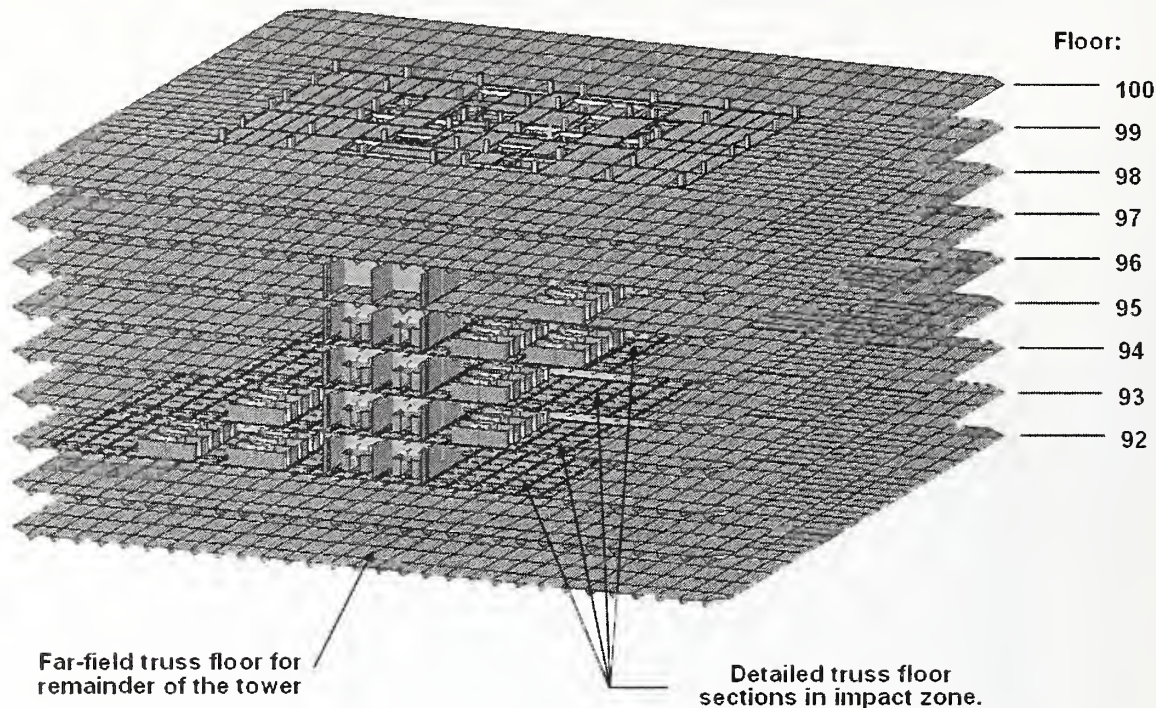 Floor:
100
99
98
97
96
95
94
93
92
Far-field truss floor for
remainder of the tower
Detailed truss floor
sections in impact zone.